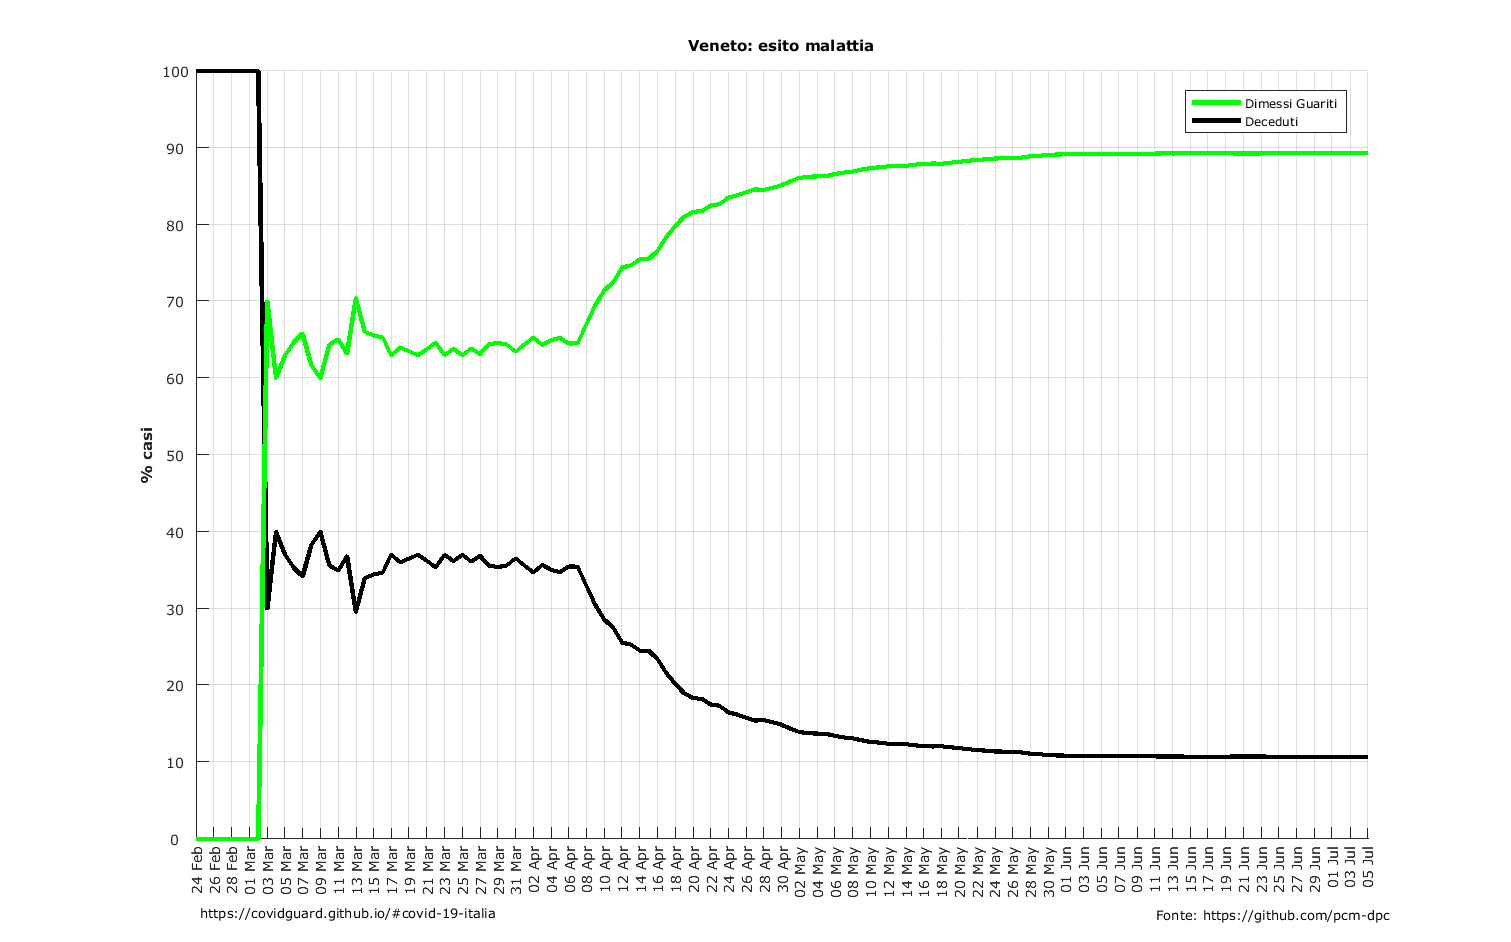 Veneto: esito malattia
% casi
100
90
80
70
60
50
40
30
20
10
0
Dimessi Guariti
Deceduti
24 Feb
26 Feb
28 Feb
01 Mar
03 Mar
05 Mar
07 Mar
09 Mar
11 Mar
13 Mar
15 Mar
17 Mar
19 Mar
21 Mar
23 Mar
25 Mar
27 Mar
29 Mar
31 Mar
02 Apr
04 Apr
06 Apr
08 Apr
10 Apr
12 Apr
14 Apr
16 Apr
18 Apr
20 Apr
22 Apr
24 Apr
26 Apr
28 Apr
30 Apr
02 May
04 May
06 May
08 May
10 May
12 May
14 May
16 May
18 May
20 May
22 May
24 May
26 May
28 May
30 May
01 Jun
03 Jun
05 Jun
07 Jun
09 Jun
11 Jun
13 Jun
15 Jun
17 Jun
19 Jun
21 Jun
23 Jun
25 Jun
27 Jun
29 Jun
01 Jul
03 Jul
05 Jul
https://covidguard.github.io/#covid-19-italia
Fonte: https://github.com/pcm-dpc